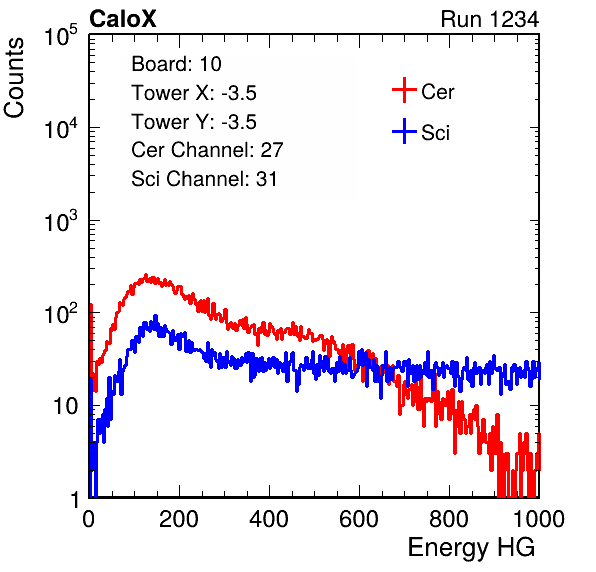 CaloX Run 1234
Counts
10^5
10^4
10^3
10^2
10
1
Board: 10
Tower X: -3.5
Tower Y: -3.5
Cer Channel: 27
Sci Channel: 31
Cer
Sci
0 200 400 600 800 1000
Energy HG